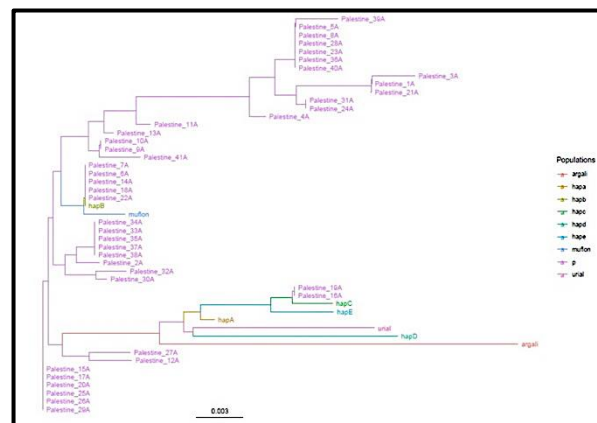 Palestine_39A
Palestine_5A
Palestine_8A
Palestine_28A
Palestine_23A
Palestine_36A
Palestine_40A
Palestine_3A
Palestine_1A
Palestine_21A
Palestine_31A
Palestine_24A
Palestine_4A
Palestine_11A
Palestine_13A
Palestine_10A
Palestine_9A
Palestine_41A
Palestine_7A
Palestine_6A
Palestine_14A
Palestine_18A
Palestine_22A
hapB
muflon
Palestine_34A
Palestine_33A
Palestine_35A
Palestine_37A
Palestine_38A
Palestine_2A
Palestine_32A
Palestine_30A
Palestine_19A
Palestine_16A
hapC
hapE
hapA
urial
hapD
argali
Palestine_27A
Palestine_12A
Palestine_15A
Palestine_17A
Palestine_20A
Palestine_25A
Palestine_26A
Palestine_29A
0.003
Populations
argali
hapa
hapb
hapc
hapd
hape
muflon
p
urial